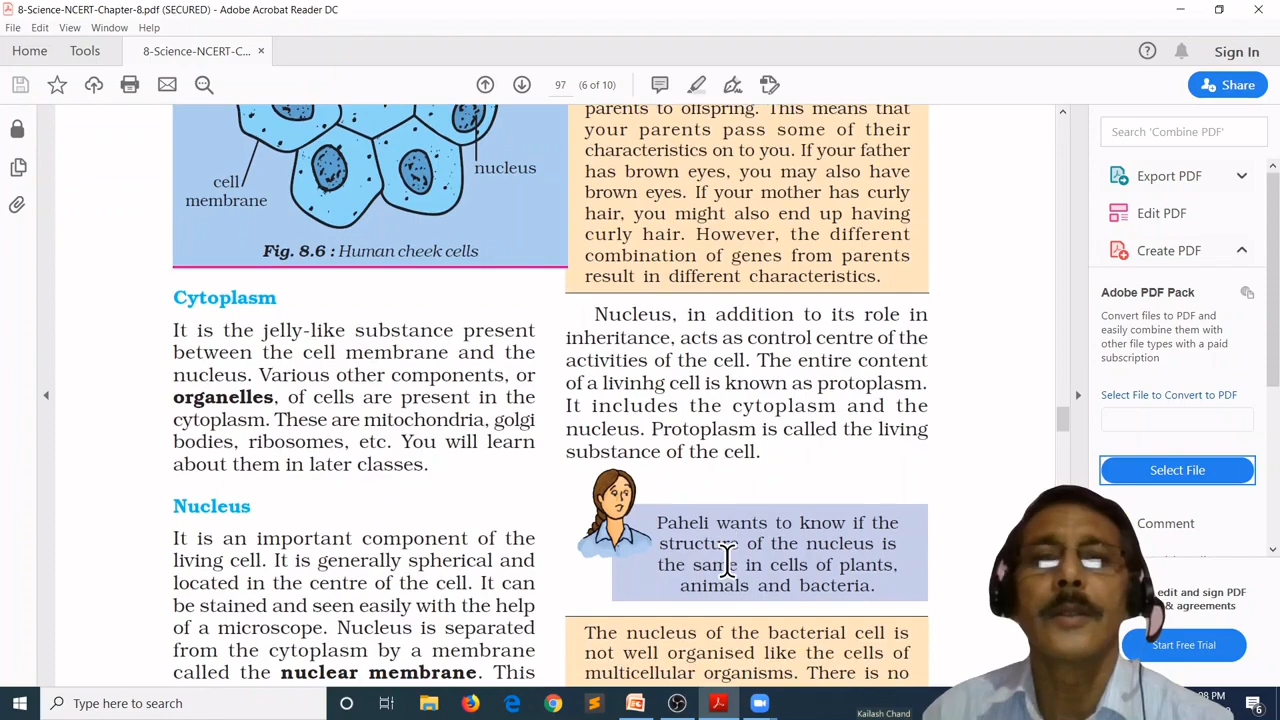 8-Science-NCERT-Chapter-8.pdf (SECURED) - Adobe Acrobat Reader DC
File Edit View Window Help
Home Tools 8-Science-NCERT-C... × Sign In
97 (6 of 10) Share
cell
membrane
nucleus
Fig. 8.6 : Human cheek cells
Cytoplasm
It is the jelly-like substance present
between the cell membrane and the
nucleus. Various other components, or
organelles, of cells are present in the
cytoplasm. These are mitochondria, golgi
bodies, ribosomes, etc. You will learn
about them in later classes.
Nucleus
It is an important component of the
living cell. It is generally spherical and
located in the centre of the cell. It can
be stained and seen easily with the help
of a microscope. Nucleus is separated
from the cytoplasm by a membrane
called the nuclear membrane. This
parents to offspring. This means that
your parents pass some of their
characteristics on to you. If your father
has brown eyes, you may also have
brown eyes. If your mother has curly
hair, you might also end up having
curly hair. However, the different
combination of genes from parents
result in different characteristics.
Nucleus, in addition to its role in
inheritance, acts as control centre of the
activities of the cell. The entire content
of a livinhg cell is known as protoplasm.
It includes the cytoplasm and the
nucleus. Protoplasm is called the living
substance of the cell.
Paheli wants to know if the
structure of the nucleus is
the same in cells of plants,
animals and bacteria.
The nucleus of the bacterial cell is
not well organised like the cells of
multicellular organisms. There is no
Search 'Combine PDF'
Export PDF
Edit PDF
Create PDF
Adobe PDF Pack
Convert files to PDF and
easily combine them with
other file types with a paid
subscription
Select File to Convert to PDF
Select File
Comment
edit and sign PDF
& agreements
Start Free Trial
Type here to search
08 PM
6
Kailash Chand